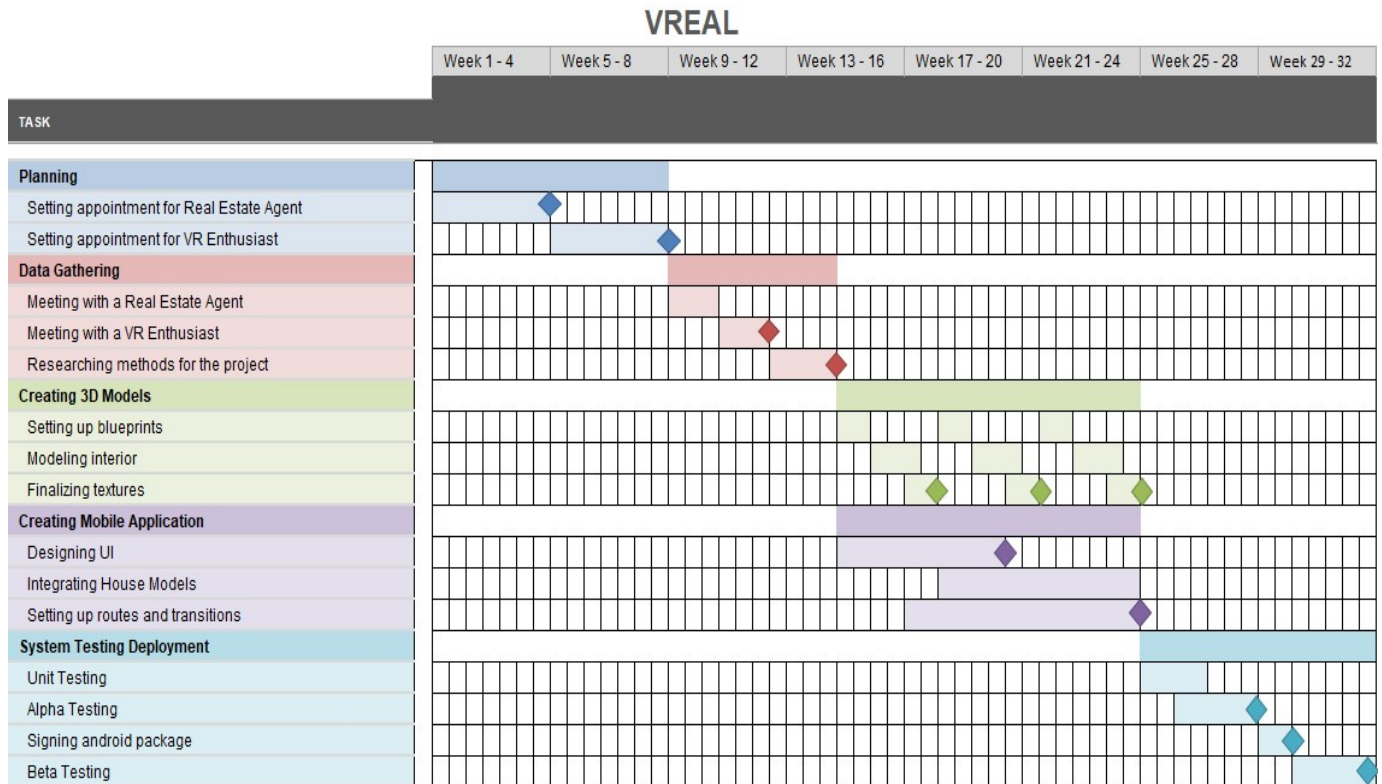 VREAL
Week 1 - 4 Week 5 - 8 Week 9 - 12 Week 13 - 16 Week 17 - 20 Week 21 - 24 Week 25 - 28 Week 29 - 32
TASK
Planning
Setting appointment for Real Estate Agent
Setting appointment for VR Enthusiast
Data Gathering
Meeting with a Real Estate Agent
Meeting with a VR Enthusiast
Researching methods for the project
Creating 3D Models
Setting up blueprints
Modeling interior
Finalizing textures
Creating Mobile Application
Designing UI
Integrating House Models
Setting up routes and transitions
System Testing Deployment
Unit Testing
Alpha Testing
Signing android package
Beta Testing